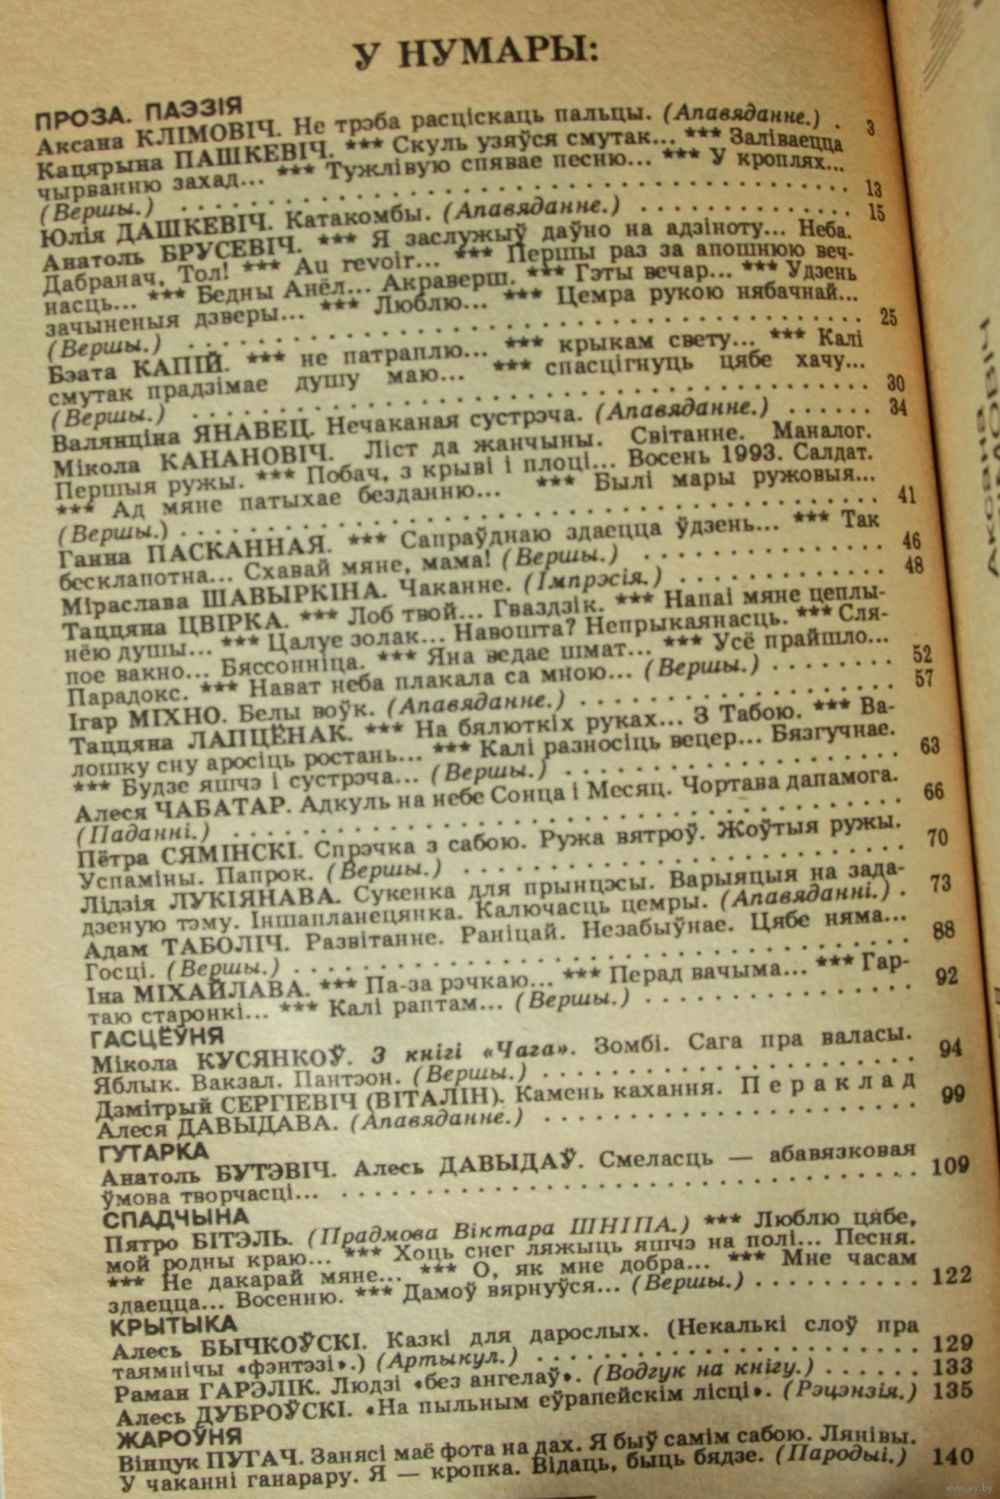 У НУМАРЫ:
ПРОЗА. ПАЭЗІЯ
Аксана КЛІМОВІЧ. Не трэба расціскаць пальцы. (Апавяданне.) . 3
Кацярына ПАШКЕВІЧ. *** Скуль узяўся смутак... *** Заліваецца
чырванню захад... *** Тужлівую спявае песню... *** У кроплях...
(Вершы.) . . . . . . . . . . 13
Юлія ДАШКЕВІЧ. Катакомбы. (Апавяданне.) . . . . . . . . . . 15
Анатоль БРУСЕВІЧ. *** Я заслужыў даўно на адзіноту... Неба.
Дабранач, Тол! *** Au revoir... *** Першы раз за апошнюю веч-
насць... *** Бедны Анёл... Акраверш. *** Гэты вечар... *** Удзень
зачыненыя дзверы... *** Люблю... *** Цемра рукою нябачнай...
(Вершы.) . . . . . . . . . . 25
Бэата КАПІЙ. *** не патраплю... *** крыкам свету... *** Калі
смутак прадзімае душу маю... *** спасцігнуць цябе хачу...
(Вершы.) . . . . . . . . . . 30
Валянціна ЯНАВЕЦ. Нечаканая сустрэча. (Апавяданне.) . . . . . . 34
Мікола КАНАНОВІЧ. Ліст да жанчыны. Світанне. Маналог.
Першыя ружы. *** Побач, з крыві і плоці... Восень 1993. Салдат.
*** Ад мяне патыхае безданню... *** Былі мары ружовыя...
(Вершы.) . . . . . . . . . . 41
Ганна ПАСКАННАЯ. *** Сапраўднаю здаецца ўдзень... *** Так
бесклапотна... Схавай мяне, мама! (Вершы.) . . . . . . . . . . 46
Міраслава ШАВЫРКІНА. Чаканне. (Імпрэсія.) . . . . . . . . . . 48
Таццяна ЦВІРКА. *** Лоб твой... Гваздзік. *** Напаі мяне цеплы-
нёю душы... *** Цалуе золак... Навошта? Непрыкаянасць. *** Сля-
пое вакно... Бяссонніца. *** Яна ведае шмат... *** Усё прайшло...
Парадокс. *** Нават неба плакала са мною... (Вершы.) . . . . . . . . 52
Ігар МІХНО. Белы воўк. (Апавяданне.) . . . . . . . . . . 57
Таццяна ЛАПЦЁНАК. *** На бялюткіх руках... З Табою. *** Ва-
лошку сну аросіць ростань... *** Калі разносіць вецер... Бязгучнае.
*** Будзе яшчэ і сустрэча... (Вершы.) . . . . . . . . . . 63
Алеся ЧАБАТАР. Адкуль на небе Сонца і Месяц. Чортава дапамога.
(Паданні.) . . . . . . . . . . 66
Пётра СЯМІНСКІ. Спрэчка з сабою. Ружа вятроў. Жоўтыя ружы.
Успаміны. Папрок. (Вершы.) . . . . . . . . . . 70
Лідзія ЛУКІЯНАВА. Сукенка для прынцэсы. Варыяцыя на зада-
дзеную тэму. Іншапланецянка. Калючасць цемры. (Апавяданні.) . 73
Адам ТАБОЛІЧ. Развітанне. Раніцай. Незабыўнае. Цябе няма...
Госці. (Вершы.) . . . . . . . . . . 88
Іна МІХАЙЛАВА. *** Па-за рэчкаю... *** Перад вачыма... *** Гар-
таю старонкі... *** Калі раптам... (Вершы.) . . . . . . . . . . 92
ГАСЦЁЎНЯ
Мікола КУСЯНКОЎ. З кнігі «Чага». Зомбі. Сага пра валасы.
Яблык. Вакзал. Пантэон. (Вершы.) . . . . . . . . . . 94
Дзмітрый СЕРГІЕВІЧ (ВІТАЛІН). Камень кахання. Пераклад
Алеся ДАВЫДАВА. (Апавяданне.) . . . . . . . . . . 99
ГУТАРКА
Анатоль БУТЭВІЧ. Алесь ДАВЫДАЎ. Смеласць — абавязковая
ўмова творчасці... . . . . . . . . . . 109
СПАДЧЫНА
Пятро БІТЭЛЬ. (Прадмова Віктара ШНІПА.) *** Люблю цябе,
мой родны краю... *** Хоць снег ляжыць яшчэ на полі... Песня.
*** Не дакарай мяне... *** О, як мне добра... *** Мне часам
здаецца... Восенню. *** Дамоў вярнуўся... (Вершы.) . . . . . . . . . . 122
КРЫТЫКА
Алесь БЫЧКОЎСКІ. Казкі для дарослых. (Некалькі слоў пра
таямнічы «фэнтэзі».) (Артыкул.) . . . . . . . . . . 129
Раман ГАРЭЛІК. Людзі «без ангелаў». (Водгук на кнігу.) . . . . . . 133
Алесь ДУБРОЎСКІ. «На пыльным еўрапейскім лісці». (Рэцэнзія.) 135
ЖАРОЎНЯ
Вінцук ПУГАЧ. Занясі маё фота на дах. Я быў самім сабою. Лянівы.
У чаканні ганарару. Я — кропка. Відаць, быць бядзе. (Пародыі.) 140
www.ay.by